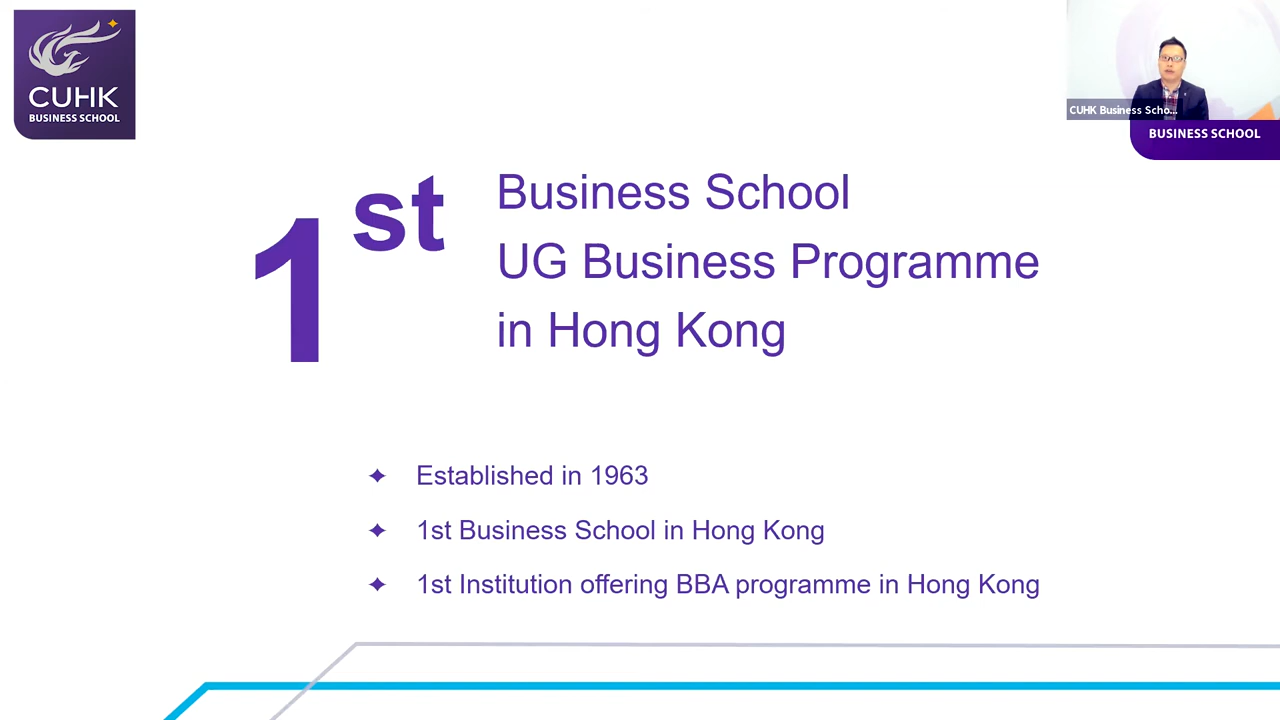 CUHK
BUSINESS SCHOOL
CUHK Business Scho...
BUSINESS SCHOOL
1st
Business School
UG Business Programme
in Hong Kong
Established in 1963
1st Business School in Hong Kong
1st Institution offering BBA programme in Hong Kong